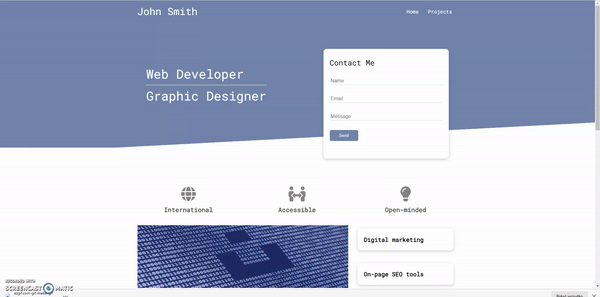 John Smith
Home Projects
Web Developer
Graphic Designer
Contact Me
Name
Email
Message
Send
International
Accessible
Open-minded
Digital marketing
On-page SEO tools
RECORDED WITH
SCREENCAST MATIC